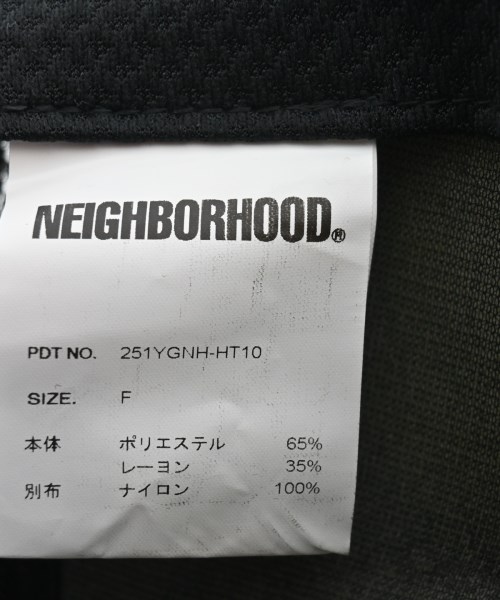 NEIGHBORHOOD®
PDT NO. 251YGNH-HT10
SIZE. F
本体 ポリエステル 65%
レーヨン 35%
別布 ナイロン 100%